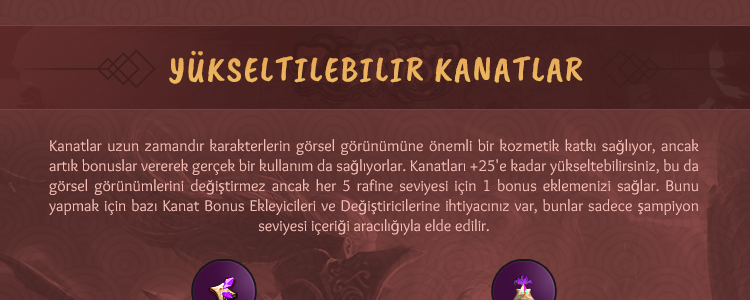 YÜKSELTILEBILIR KANATLAR
Kanatlar uzun zamandır karakterlerin görsel görünümüne önemli bir kozmetik katkı sağlıyor, ancak
artık bonuslar vererek gerçek bir kullanım da sağlıyorlar. Kanatları +25'e kadar yükseltebilirsiniz, bu da
görsel görünümlerini değiştirmez ancak her 5 rafine seviyesi için 1 bonus eklemenizi sağlar. Bunu
yapmak için bazı Kanat Bonus Ekleyicileri ve Değiştiricilerine ihtiyacınız var, bunlar sadece şampiyon
seviyesi içeriği aracılığıyla elde edilir.